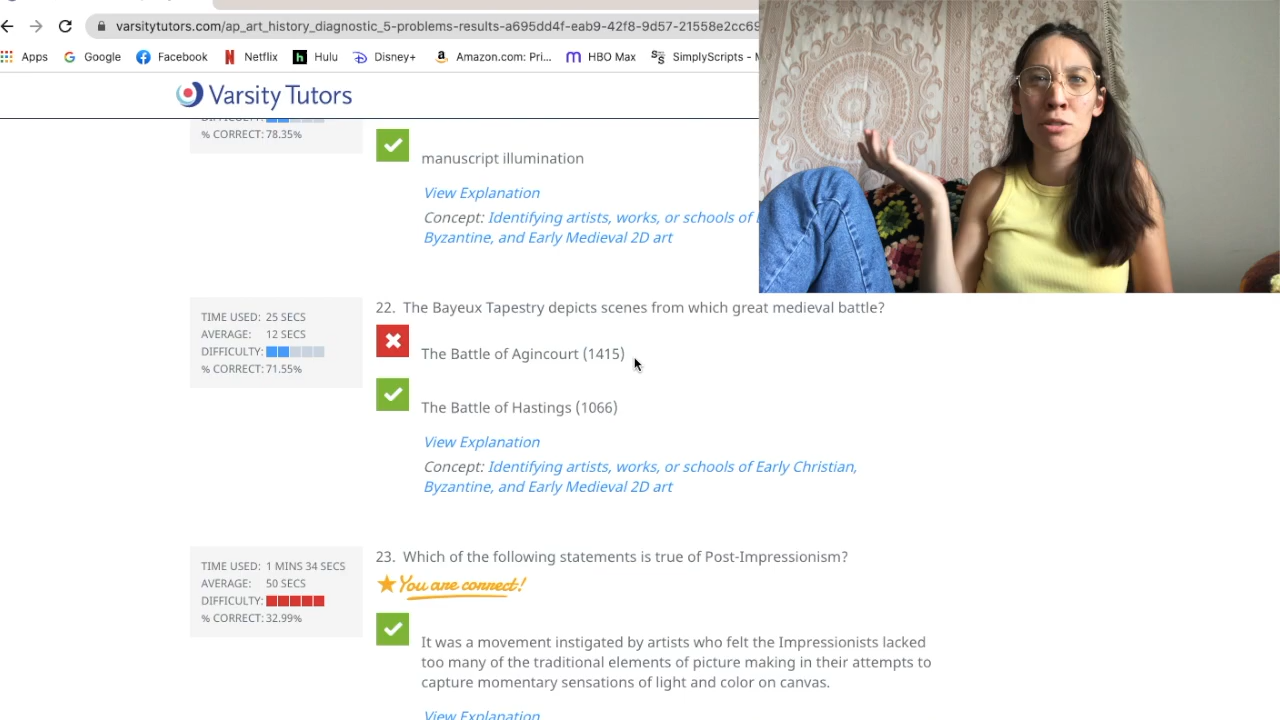 varsitytutors.com/ap_art_history_diagnostic_5-problems-results-a695dd4f-eab9-42f8-9d57-21558e2cc69
Apps Google Facebook Netflix Hulu Disney+ Amazon.com: Pri... HBO Max SimplyScripts -
Varsity Tutors
% CORRECT: 78.35%
manuscript illumination
View Explanation
Concept: Identifying artists, works, or schools of
Byzantine, and Early Medieval 2D art
TIME USED: 25 SECS
AVERAGE: 12 SECS
DIFFICULTY:
% CORRECT: 71.55%
22. The Bayeux Tapestry depicts scenes from which great medieval battle?
The Battle of Agincourt (1415)
The Battle of Hastings (1066)
View Explanation
Concept: Identifying artists, works, or schools of Early Christian,
Byzantine, and Early Medieval 2D art
TIME USED: 1 MINS 34 SECS
AVERAGE: 50 SECS
DIFFICULTY:
% CORRECT: 32.99%
23. Which of the following statements is true of Post-Impressionism?
You are correct!
It was a movement instigated by artists who felt the Impressionists lacked
too many of the traditional elements of picture making in their attempts to
capture momentary sensations of light and color on canvas.
View Explanation